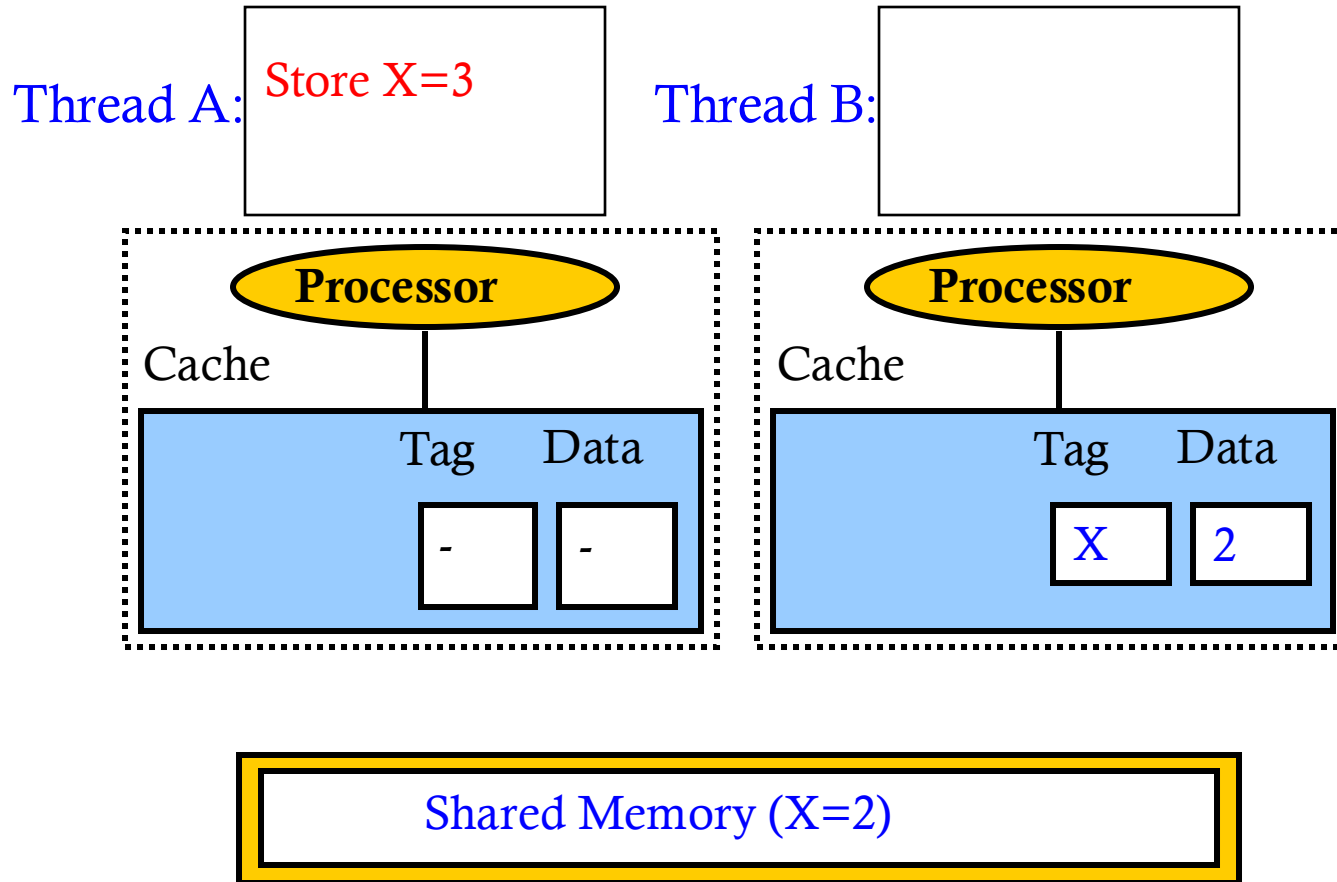 Thread A:
Store X=3
Thread B:
Processor
Processor
Cache
Cache
Tag Data
Tag Data
- -
X 2
Shared Memory (X=2)